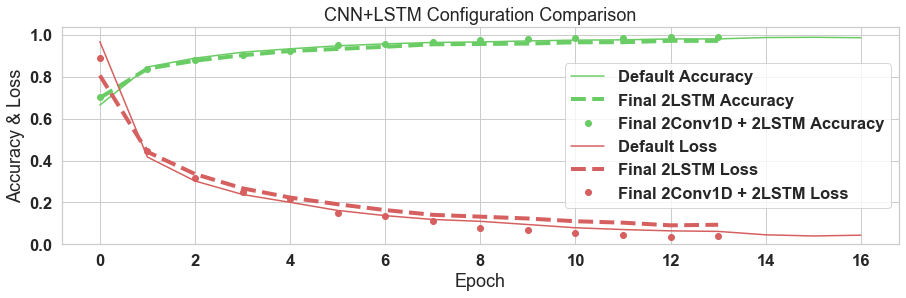 CNN+LSTM Configuration Comparison
Accuracy & Loss
1.0
0.8
0.6
0.4
0.2
0.0
Default Accuracy
Final 2LSTM Accuracy
Final 2Conv1D + 2LSTM Accuracy
Default Loss
Final 2LSTM Loss
Final 2Conv1D + 2LSTM Loss
0 2 4 6 8 10 12 14 16
Epoch